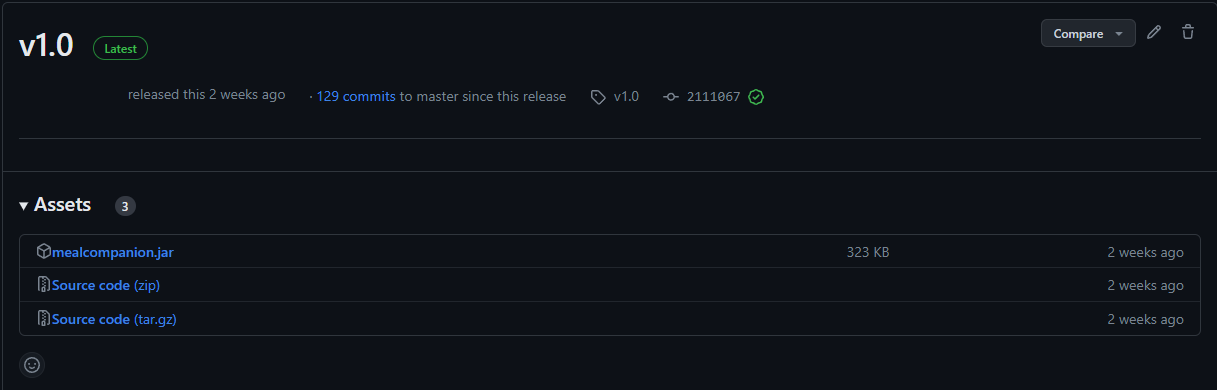 v1.0 Latest Compare
released this 2 weeks ago · 129 commits to master since this release v1.0 2111067
Assets 3
mealcompanion.jar 323 KB 2 weeks ago
Source code (zip) 2 weeks ago
Source code (tar.gz) 2 weeks ago